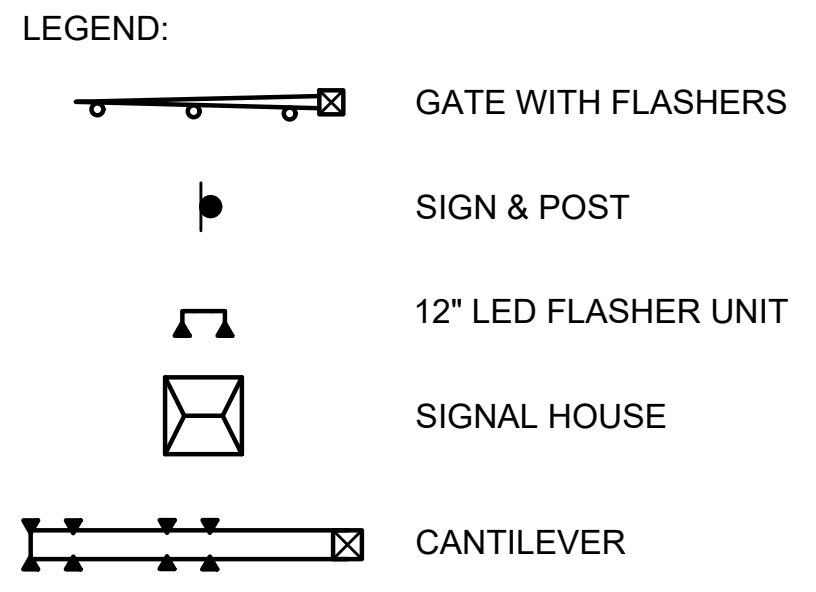 LEGEND:
GATE WITH FLASHERS
SIGN & POST
12" LED FLASHER UNIT
SIGNAL HOUSE
CANTILEVER